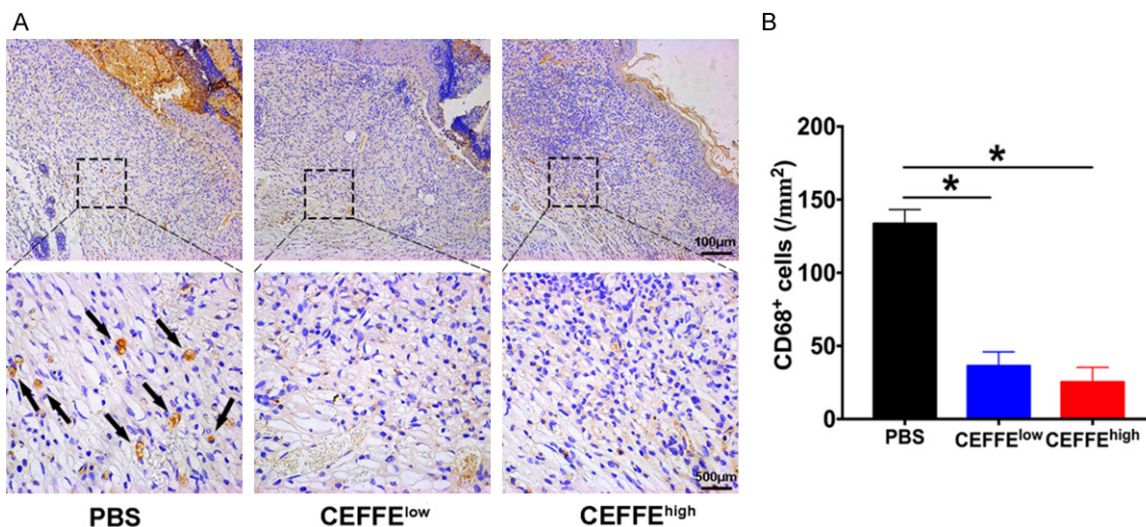 A
100μm
500μm
PBS
CEFFElow
CEFFEhigh
B
CD68+ cells (/mm2)
200
150
100
50
0
*
*
PBS
CEFFElow
CEFFEhigh